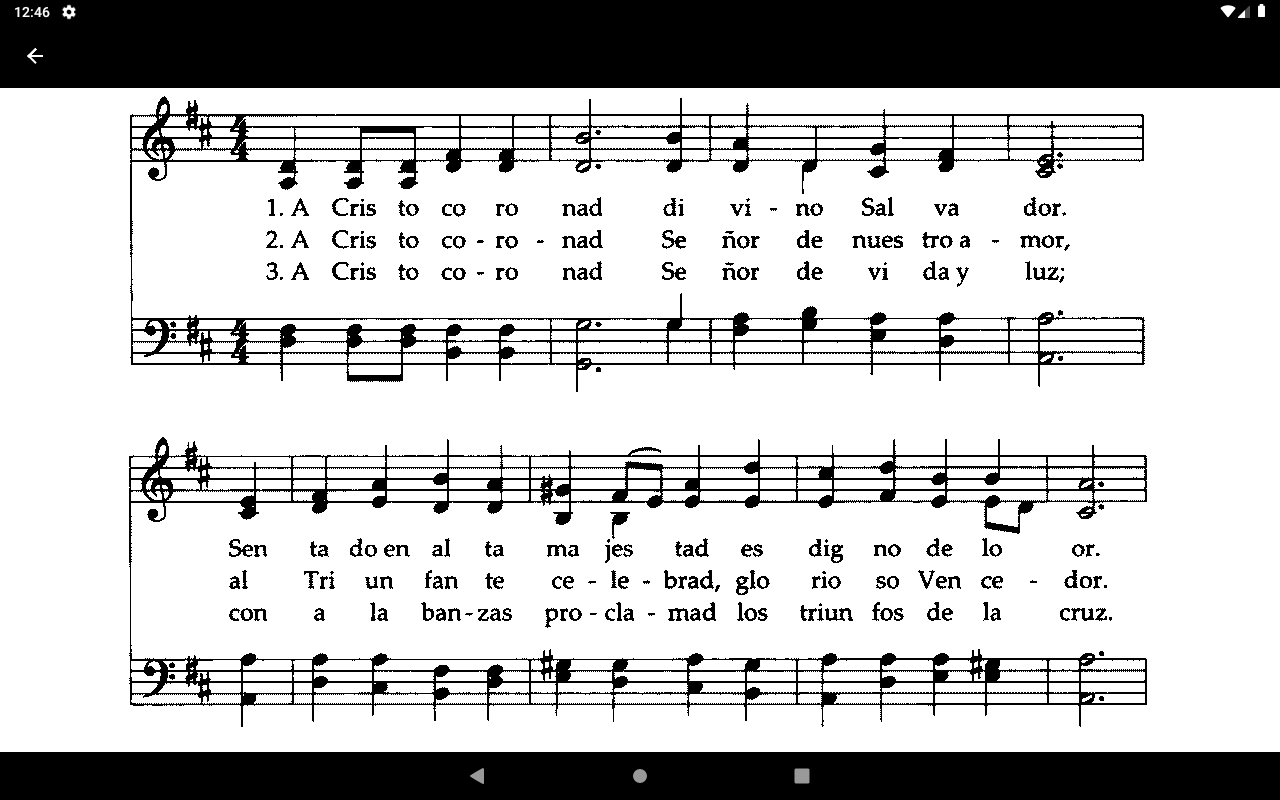 12:46
1. A Cris to co ro nad di vi - no Sal va dor.
2. A Cris to co - ro - nad Se ñor de nues tro a - mor,
3. A Cris to co - ro nad Se ñor de vi da y luz;
Sen ta do en al ta ma jes tad es dig no de lo or.
al Tri un fan te ce - le - brad, glo rio so Ven ce - dor.
con a la ban - zas pro - cla - mad los triun fos de la cruz.